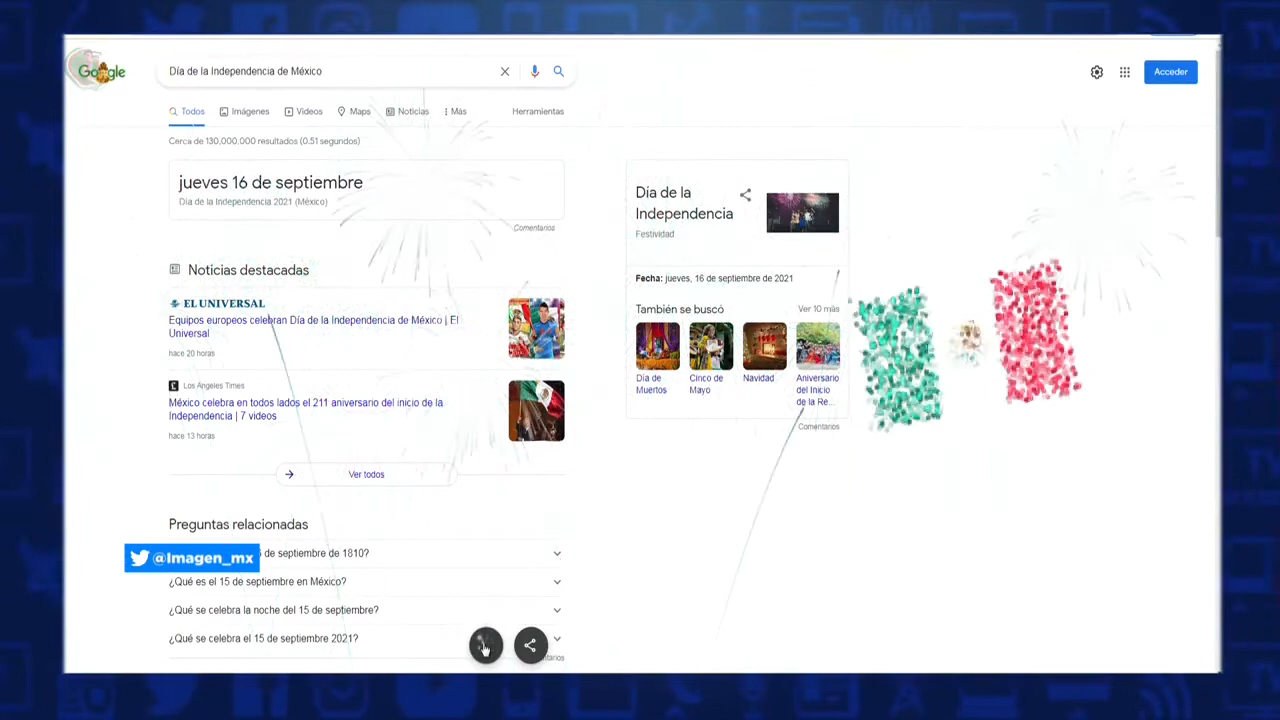 Google
Día de la Independencia de México
Acceder
Todos
Imágenes
Videos
Maps
Noticias
Más
Herramientas
Cerca de 130,000,000 resultados (0.51 segundos)
jueves 16 de septiembre
Día de la Independencia 2021 (México)
Comentarios
Noticias destacadas
EL UNIVERSAL
Equipos europeos celebran Día de la Independencia de México | El
Universal
hace 20 horas
Los Angeles Times
México celebra en todos lados el 211 aniversario del inicio de la
Independencia | 7 videos
hace 13 horas
Ver todos
Preguntas relacionadas
@Imagen_mx
de septiembre de 1810?
¿Qué es el 15 de septiembre en México?
¿Qué se celebra la noche del 15 de septiembre?
¿Qué se celebra el 15 de septiembre 2021?
Día de la
Independencia
Festividad
Fecha: jueves, 16 de septiembre de 2021
También se buscó
Ver 10 más
Día de
Muertos
Cinco de
Mayo
Navidad
Aniversario
del Inicio
de la Re...
Comentarios